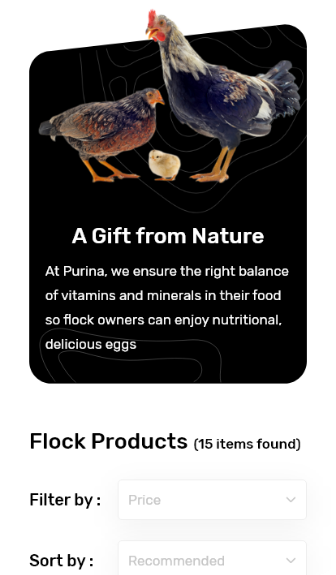 A Gift from Nature
At Purina, we ensure the right balance
of vitamins and minerals in their food
so flock owners can enjoy nutritional,
delicious eggs
Flock Products (15 items found)
Filter by : Price
Sort by : Recommended